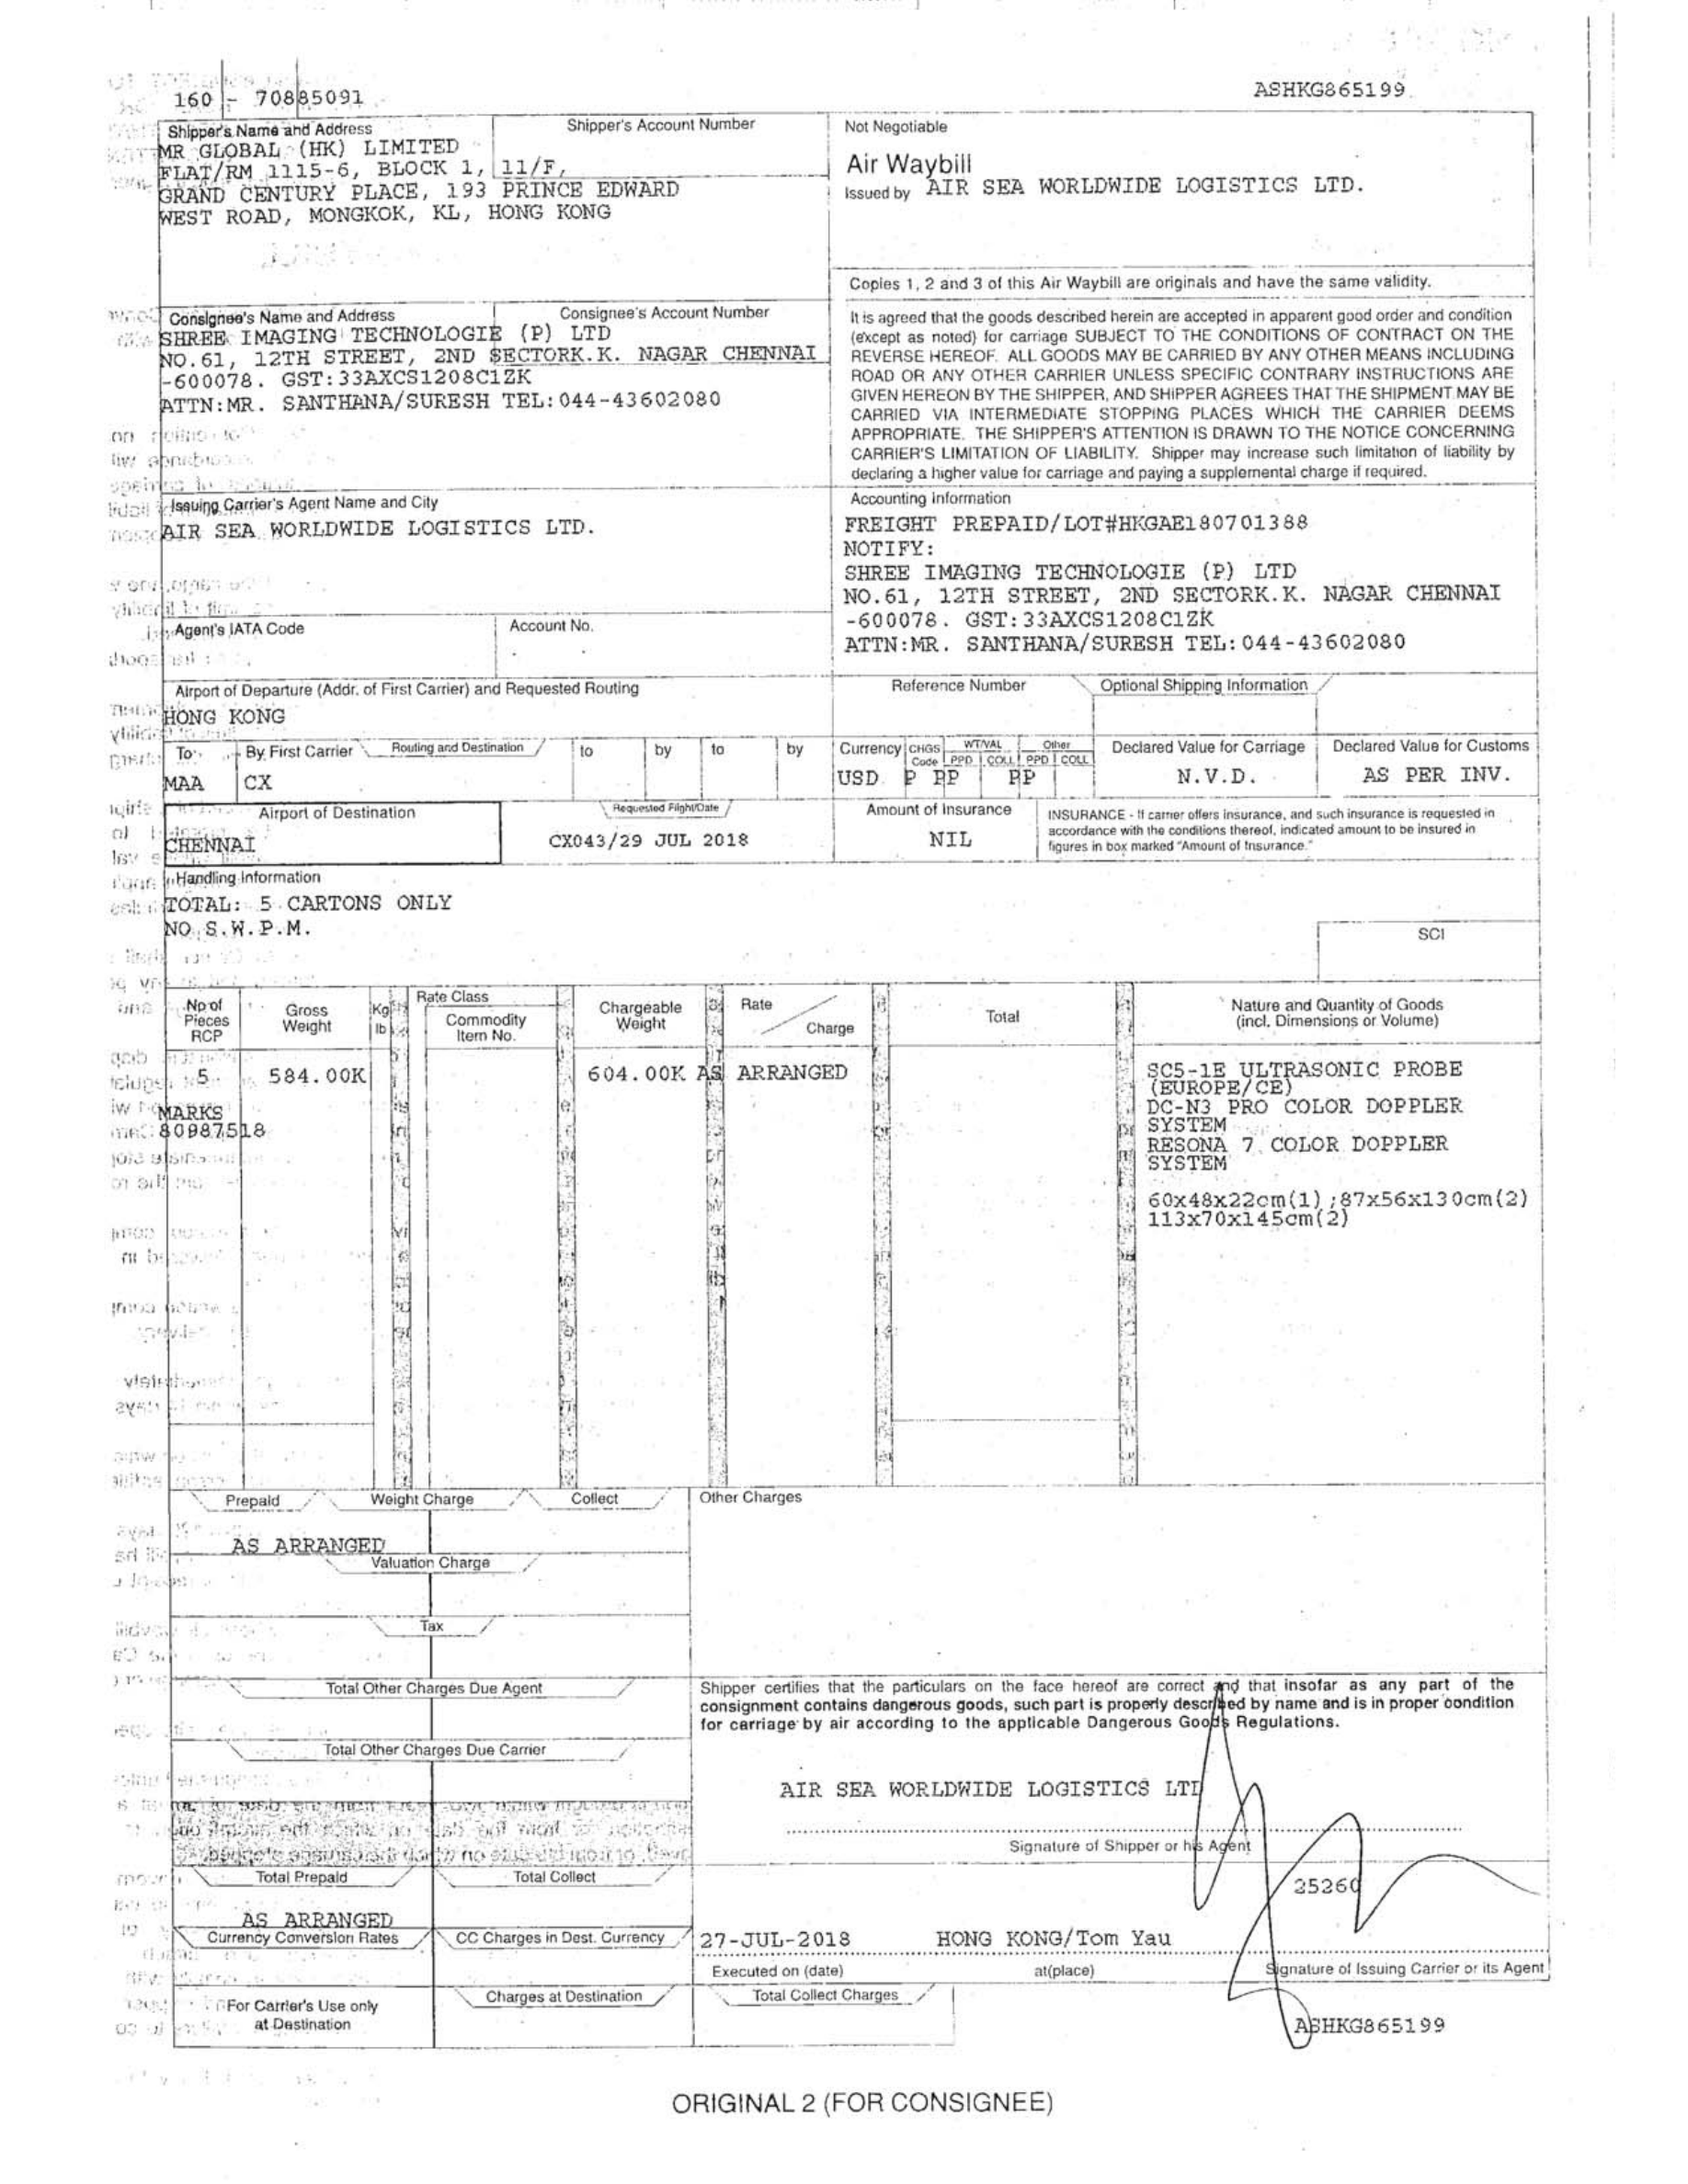 160 - 70885091
ASHKG865199
Shipper's Name and Address
Shipper's Account Number
MR GLOBAL (HK) LIMITED
FLAT/RM 1115-6, BLOCK 1, 11/F,
GRAND CENTURY PLACE, 193 PRINCE EDWARD
WEST ROAD, MONGKOK, KL, HONG KONG
Not Negotiable
Air Waybill
Issued by AIR SEA WORLDWIDE LOGISTICS LTD.
Copies 1, 2 and 3 of this Air Waybill are originals and have the same validity.
Consignee's Name and Address
Consignee's Account Number
SHREE IMAGING TECHNOLOGIE (P) LTD
NO.61, 12TH STREET, 2ND SECTORK.K. NAGAR CHENNAI
-600078. GST:33AXCS1208C1ZK
ATTN:MR. SANTHANA/SURESH TEL:044-43602080
It is agreed that the goods described herein are accepted in apparent good order and condition
(except as noted) for carriage SUBJECT TO THE CONDITIONS OF CONTRACT ON THE
REVERSE HEREOF. ALL GOODS MAY BE CARRIED BY ANY OTHER MEANS INCLUDING
ROAD OR ANY OTHER CARRIER UNLESS SPECIFIC CONTRARY INSTRUCTIONS ARE
GIVEN HEREON BY THE SHIPPER, AND SHIPPER AGREES THAT THE SHIPMENT MAY BE
CARRIED VIA INTERMEDIATE STOPPING PLACES WHICH THE CARRIER DEEMS
APPROPRIATE. THE SHIPPER'S ATTENTION IS DRAWN TO THE NOTICE CONCERNING
CARRIER'S LIMITATION OF LIABILITY. Shipper may increase such limitation of liability by
declaring a higher value for carriage and paying a supplemental charge if required.
Issuing Carrier's Agent Name and City
AIR SEA WORLDWIDE LOGISTICS LTD.
Accounting Information
FREIGHT PREPAID/LOT#HKGAE180701388
NOTIFY:
SHREE IMAGING TECHNOLOGIE (P) LTD
NO.61, 12TH STREET, 2ND SECTORK.K. NAGAR CHENNAI
-600078. GST:33AXCS1208C1ZK
ATTN:MR. SANTHANA/SURESH TEL:044-43602080
Agent's IATA Code
Account No.
Airport of Departure (Addr. of First Carrier) and Requested Routing
HONG KONG
Reference Number
Optional Shipping Information
To
By First Carrier
Routing and Destination
to
by
to
by
MAA
CX
Currency
CHGS Code
WT/VAL
Other
PPD COLL PPD COLL
USD P PP PP
Declared Value for Carriage
N.V.D.
Declared Value for Customs
AS PER INV.
Airport of Destination
CHENNAI
Requested Flight/Date
CX043/29 JUL 2018
Amount of Insurance
NIL
INSURANCE - If carrier offers insurance, and such insurance is requested in
accordance with the conditions thereof, indicated amount to be insured in
figures in box marked "Amount of Insurance."
Handling Information
TOTAL: 5 CARTONS ONLY
NO S.W.P.M.
SCI
No of Pieces RCP
Gross Weight
Kg lb
Rate Class
Commodity Item No.
Chargeable Weight
Rate
Charge
Total
Nature and Quantity of Goods
(incl. Dimensions or Volume)
5 584.00K 604.00K AS ARRANGED
MARKS
80987518
SC5-1E ULTRASONIC PROBE
(EUROPE/CE)
DC-N3 PRO COLOR DOPPLER
SYSTEM
RESONA 7 COLOR DOPPLER
SYSTEM
60x48x22cm(1);87x56x130cm(2)
113x70x145cm(2)
Prepaid
Weight Charge
Collect
Other Charges
AS ARRANGED
Valuation Charge
Tax
Total Other Charges Due Agent
Shipper certifies that the particulars on the face hereof are correct and that insofar as any part of the
consignment contains dangerous goods, such part is properly described by name and is in proper condition
for carriage by air according to the applicable Dangerous Goods Regulations.
Total Other Charges Due Carrier
AIR SEA WORLDWIDE LOGISTICS LTD
Signature of Shipper or his Agent
Total Prepaid
Total Collect
25260
AS ARRANGED
Currency Conversion Rates
CC Charges in Dest. Currency
27-JUL-2018 HONG KONG/Tom Yau
Executed on (date)
at(place)
Signature of Issuing Carrier or its Agent
For Carrier's Use only
at Destination
Charges at Destination
Total Collect Charges
ASHKG865199
ORIGINAL 2 (FOR CONSIGNEE)